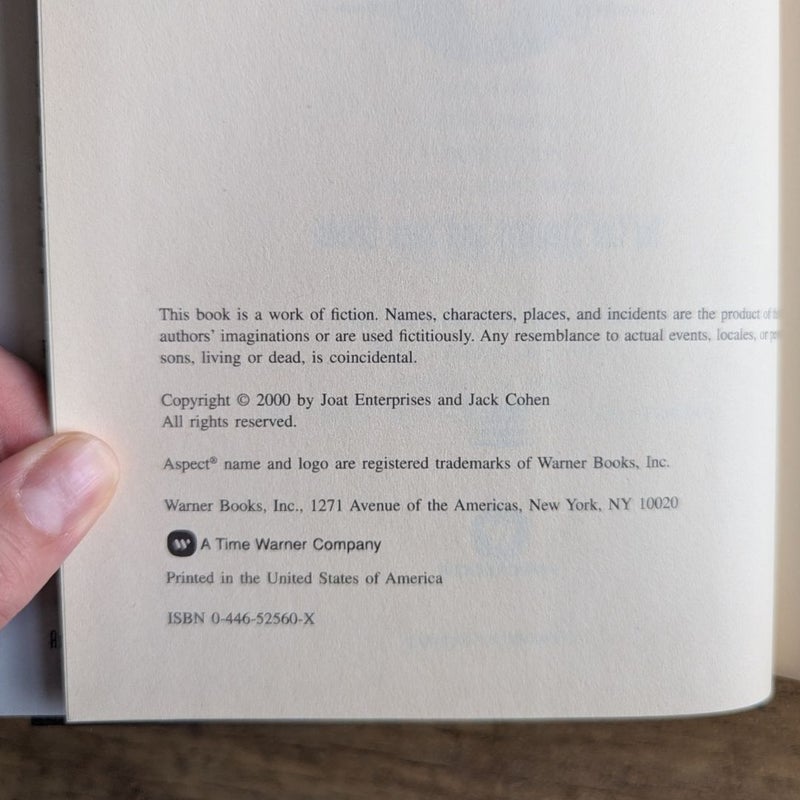 This book is a work of fiction. Names, characters, places, and incidents are the product of
authors' imaginations or are used fictitiously. Any resemblance to actual events, locales, or
sons, living or dead, is coincidental.
Copyright © 2000 by Joat Enterprises and Jack Cohen
All rights reserved.
Aspect® name and logo are registered trademarks of Warner Books, Inc.
Warner Books, Inc., 1271 Avenue of the Americas, New York, NY 10020
A Time Warner Company
Printed in the United States of America
ISBN 0-446-52560-X